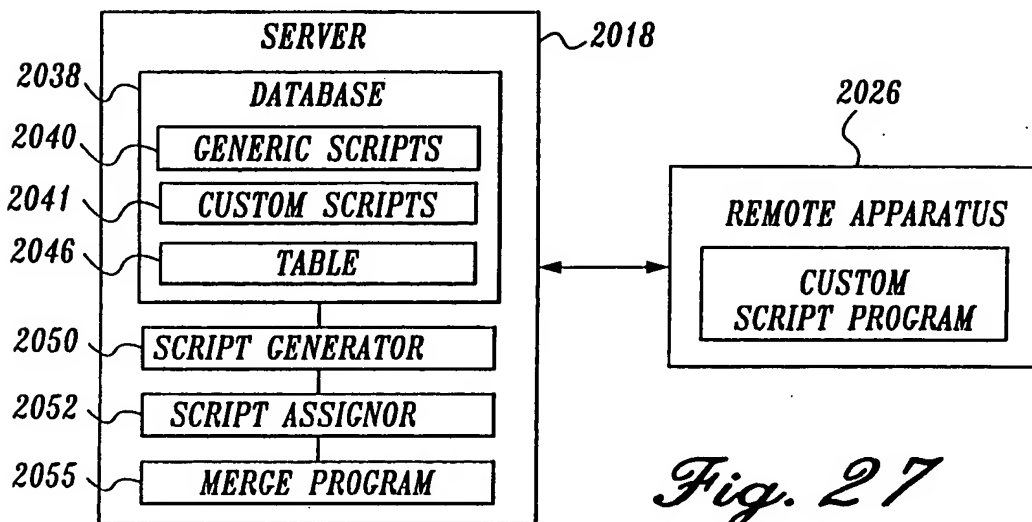 SERVER
2018
2038
DATABASE
2040
GENERIC SCRIPTS
2041
CUSTOM SCRIPTS
2046
TABLE
2050
SCRIPT GENERATOR
2052
SCRIPT ASSIGNOR
2055
MERGE PROGRAM
2026
REMOTE APPARATUS
CUSTOM
SCRIPT PROGRAM
Fig. 27